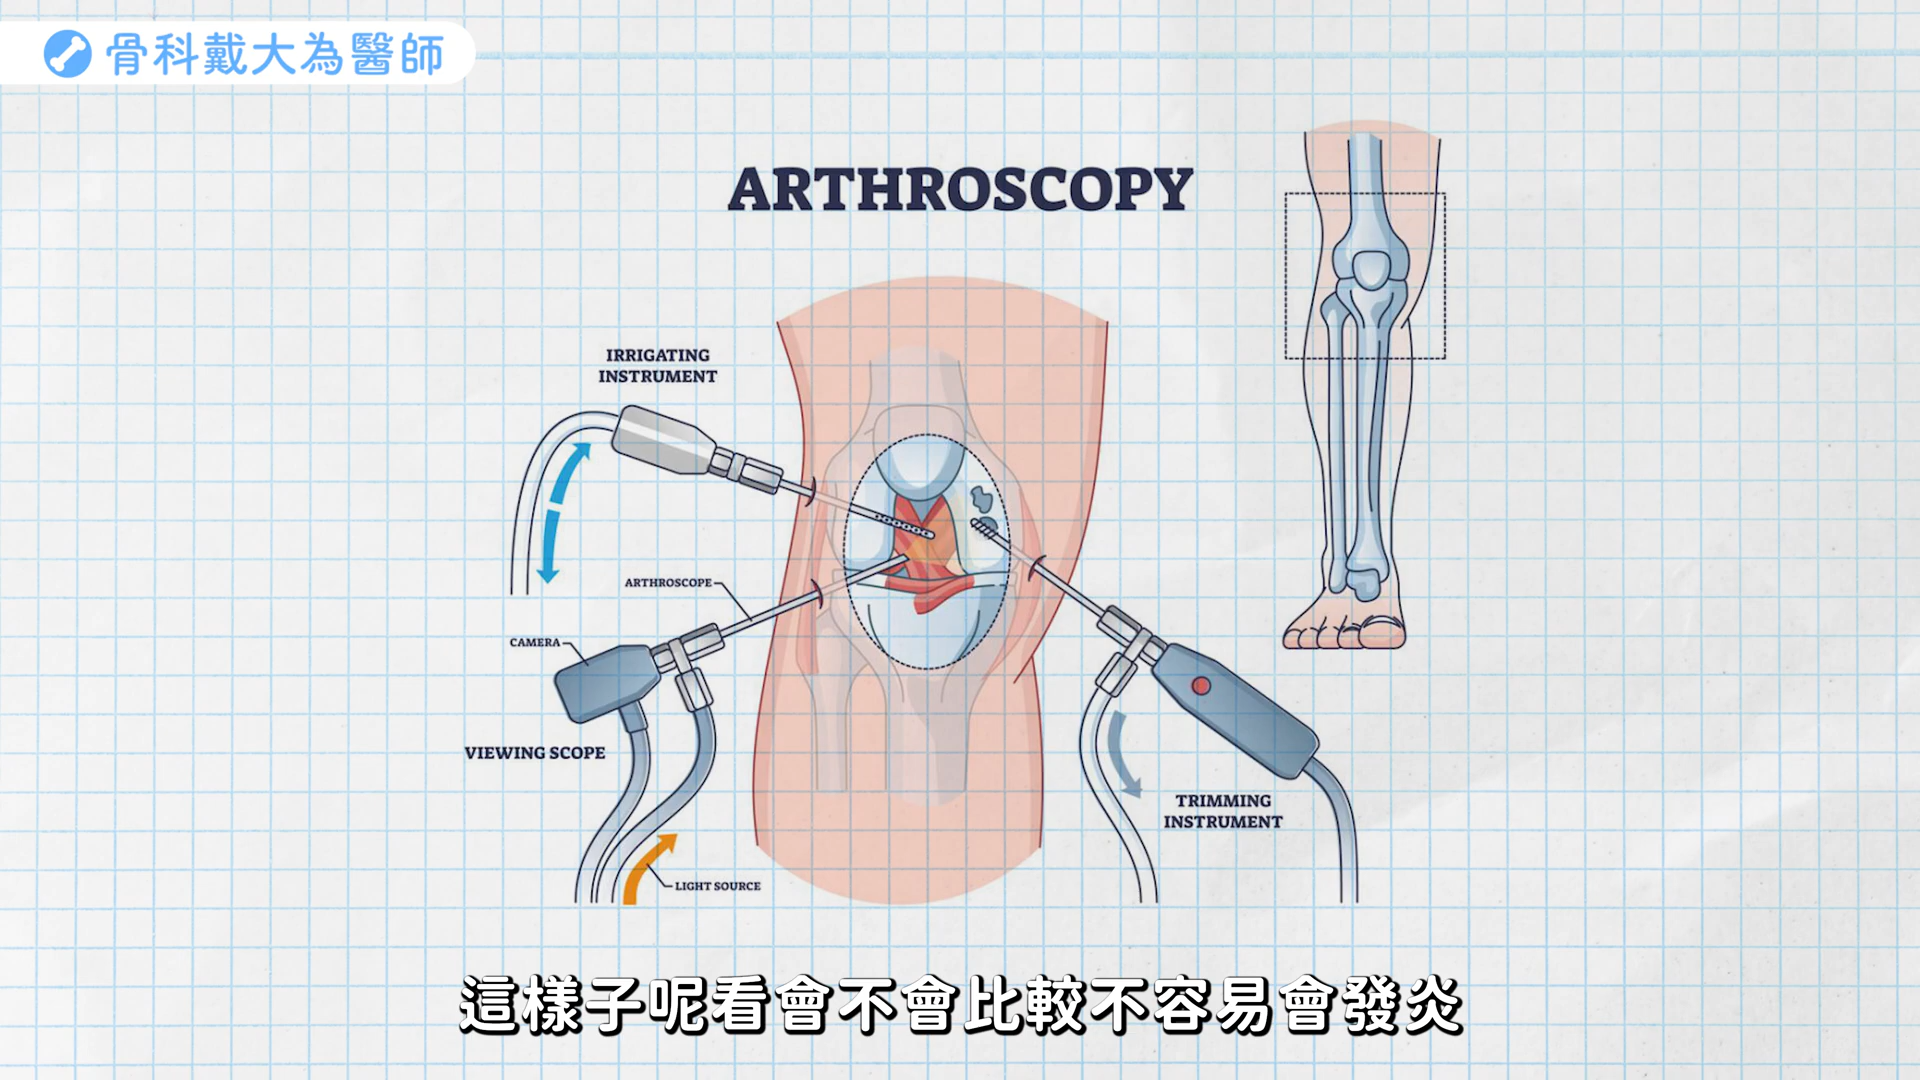 骨科戴大為醫師
ARTHROSCOPY
IRRIGATING
INSTRUMENT
ARTHROSCOPE
CAMERA
VIEWING SCOPE
LIGHT SOURCE
TRIMMING
INSTRUMENT
這樣子呢看會不會比較不容易會發炎